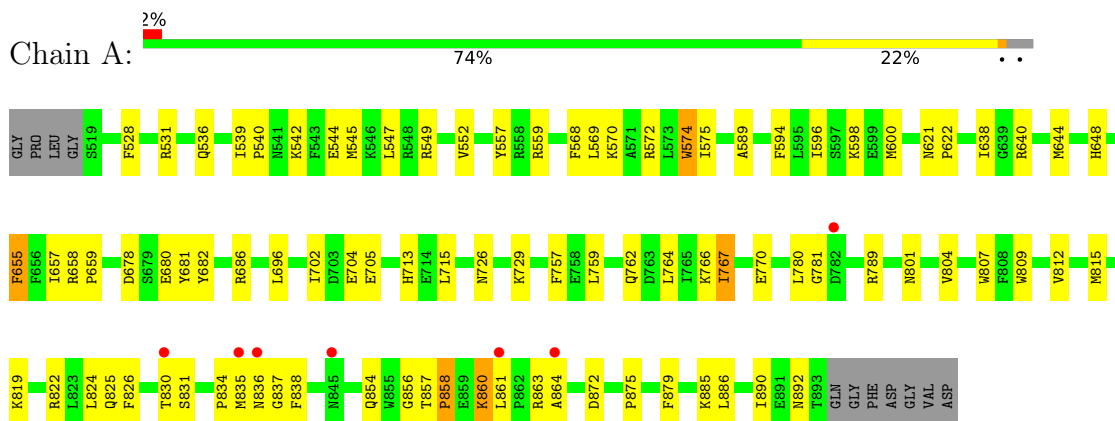 2%
Chain A:
74% 22% • •
GLY PRO LEU GLY S519 F528 R531 Q536 I539 P540 N541 K542 F543 E544 M545 K546 L547 R548 R549 V552 Y557 R558 R559 F568 L569 K570 A571 R572 L573 W574 I575 A589 F594 L595 I596 S597 K598 E599 M600 N621 P622 I638 G639 R640 M644 H648
F655 F656 I657 R658 P659 D678 S679 E680 Y681 Y682 R686 L696 I702 D703 E704 E705 H713 E714 L715 N726 K729 F757 E758 L759 Q762 D763 L764 I765 K766 I767 E770 L780 G781 D782 R789 N801 V804 W807 F808 W809 V812 M815
K819 R822 L823 L824 Q825 F826 T830 S831 P834 M835 N836 G837 F838 N845 Q854 W855 G856 T857 P858 E859 K860 L861 P862 R863 A864 D872 P875 F879 K885 L886 I890 E891 N892 T893 GLN GLY PHE ASP GLY VAL ASP